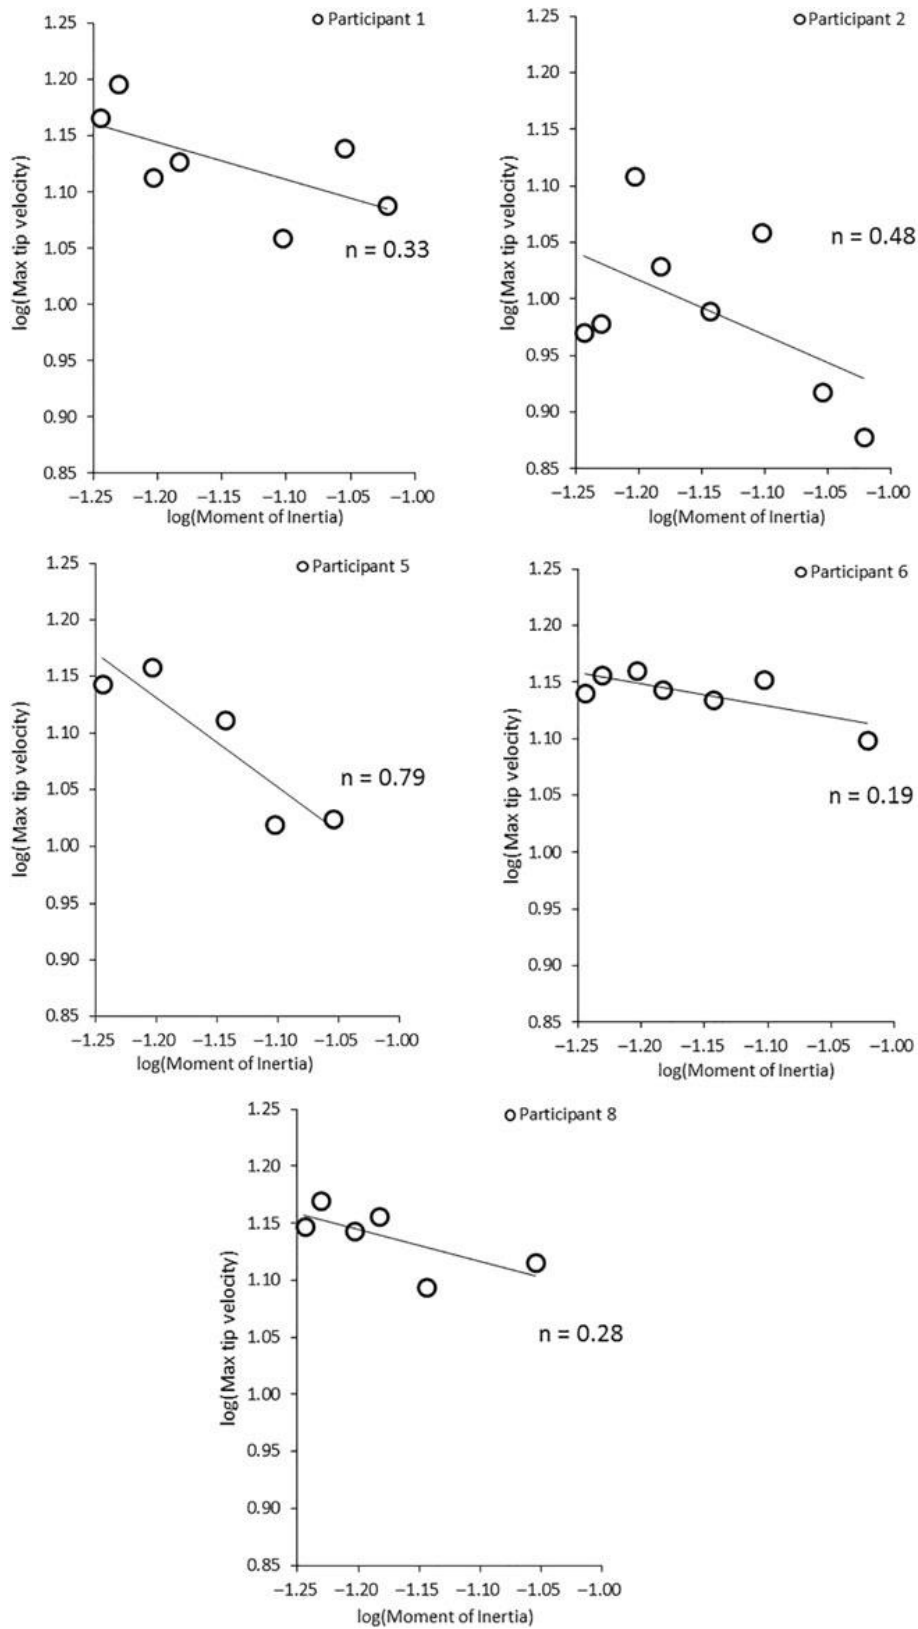 Participant 1
1.25
1.20
1.15
1.10
1.05
1.00
0.95
0.90
0.85
log(Max tip velocity)
n = 0.33
−1.25 −1.20 −1.15 −1.10 −1.05 −1.00
log(Moment of Inertia)
Participant 2
1.25
1.20
1.15
1.10
1.05
1.00
0.95
0.90
0.85
log(Max tip velocity)
n = 0.48
−1.25 −1.20 −1.15 −1.10 −1.05 −1.00
log(Moment of Inertia)
Participant 5
1.25
1.20
1.15
1.10
1.05
1.00
0.95
0.90
0.85
log(Max tip velocity)
n = 0.79
−1.25 −1.20 −1.15 −1.10 −1.05 −1.00
log(Moment of Inertia)
Participant 6
1.25
1.20
1.15
1.10
1.05
1.00
0.95
0.90
0.85
log(Max tip velocity)
n = 0.19
−1.25 −1.20 −1.15 −1.10 −1.05 −1.00
log(Moment of Inertia)
Participant 8
1.25
1.20
1.15
1.10
1.05
1.00
0.95
0.90
0.85
log(Max tip velocity)
n = 0.28
−1.25 −1.20 −1.15 −1.10 −1.05 −1.00
log(Moment of Inertia)